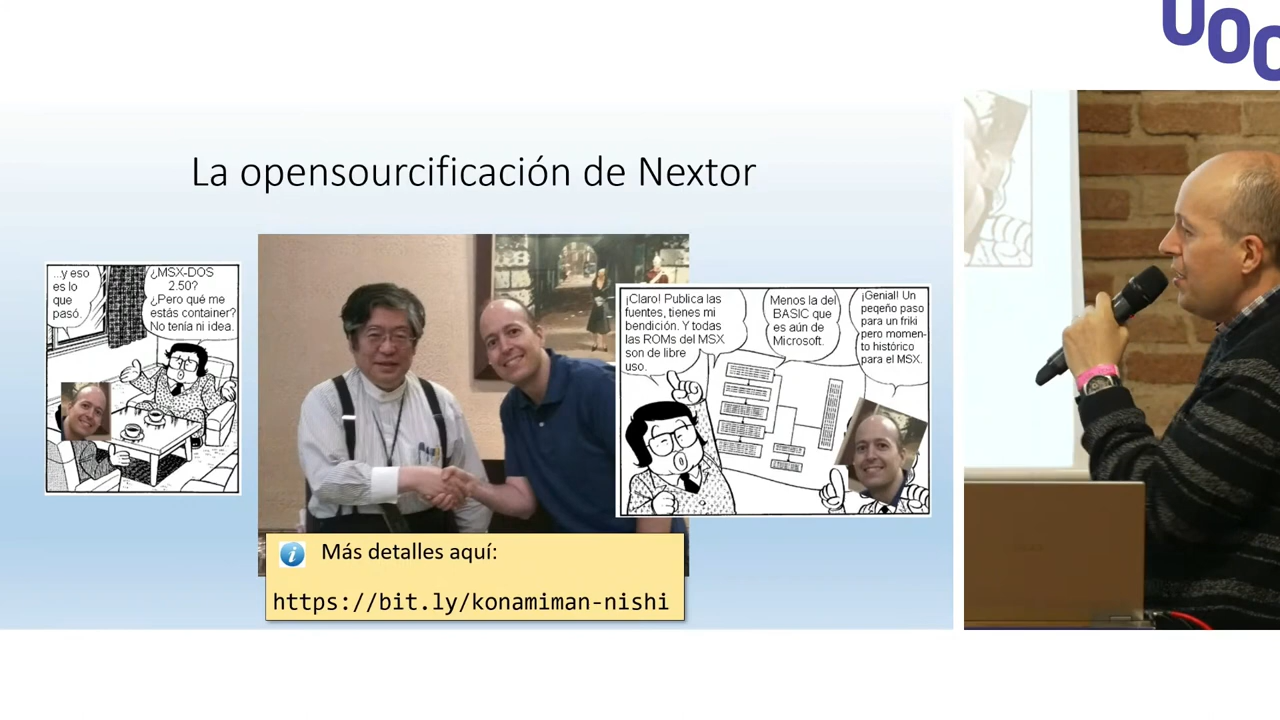 UOC
La opensourcificación de Nextor
...y eso
es lo
que
pasó.
¿MSX-DOS
2.50?
¿Pero qué me
estás container?
No tenía ni idea.
¡Claro! Publica las
fuentes, tienes mi
bendición. Y todas
las ROMs del MSX
son de libre
uso.
Menos la del
BASIC que
es aún de
Microsoft.
¡Genial! Un
peqeño paso
para un friki
pero momen-
to histórico
para el MSX.
Más detalles aquí:
https://bit.ly/konamiman-nishi